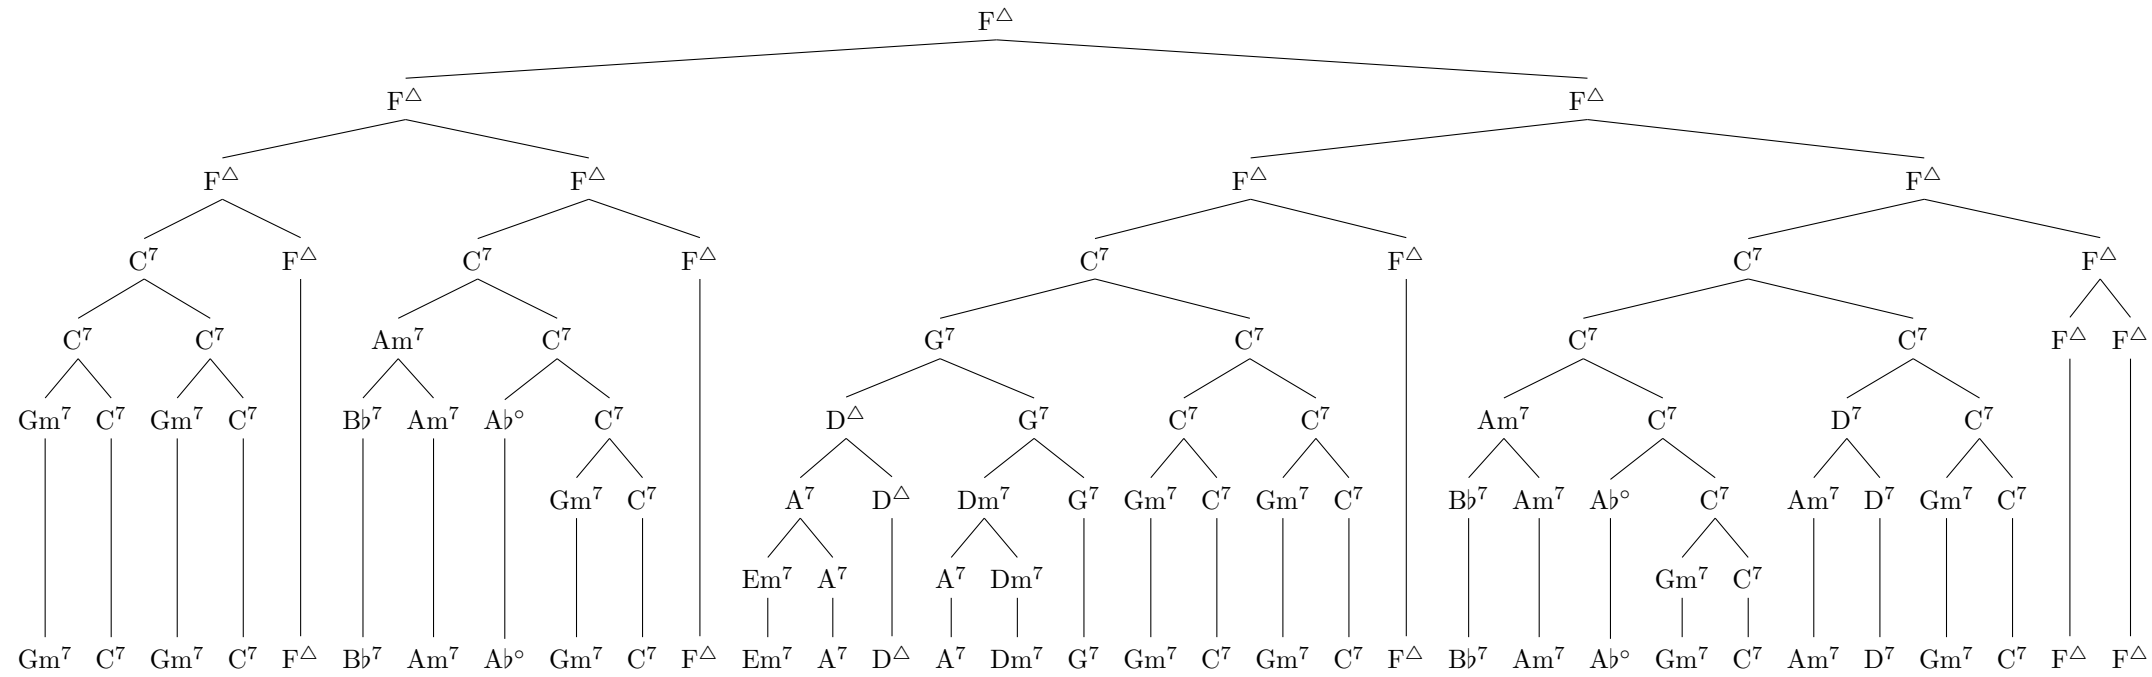 F△
F△ F△
F△ F△ F△ F△
C⁷ F△ C⁷ F△ C⁷ F△ C⁷ F△
C⁷ C⁷ Am⁷ C⁷ G⁷ C⁷ C⁷ C⁷ F△ F△
Gm⁷ C⁷ Gm⁷ C⁷ B♭⁷ Am⁷ A♭° C⁷ D△ G⁷ C⁷ C⁷ Am⁷ C⁷ D⁷ C⁷
Gm⁷ C⁷ A⁷ D△ Dm⁷ G⁷ Gm⁷ C⁷ Gm⁷ C⁷ B♭⁷ Am⁷ A♭° C⁷ Am⁷ D⁷ Gm⁷ C⁷
Em⁷ A⁷ A⁷ Dm⁷ Gm⁷ C⁷
Gm⁷ C⁷ Gm⁷ C⁷ F△ B♭⁷ Am⁷ A♭° Gm⁷ C⁷ F△ Em⁷ A⁷ D△ A⁷ Dm⁷ G⁷ Gm⁷ C⁷ Gm⁷ C⁷ F△ B♭⁷ Am⁷ A♭° Gm⁷ C⁷ Am⁷ D⁷ Gm⁷ C⁷ F△ F△